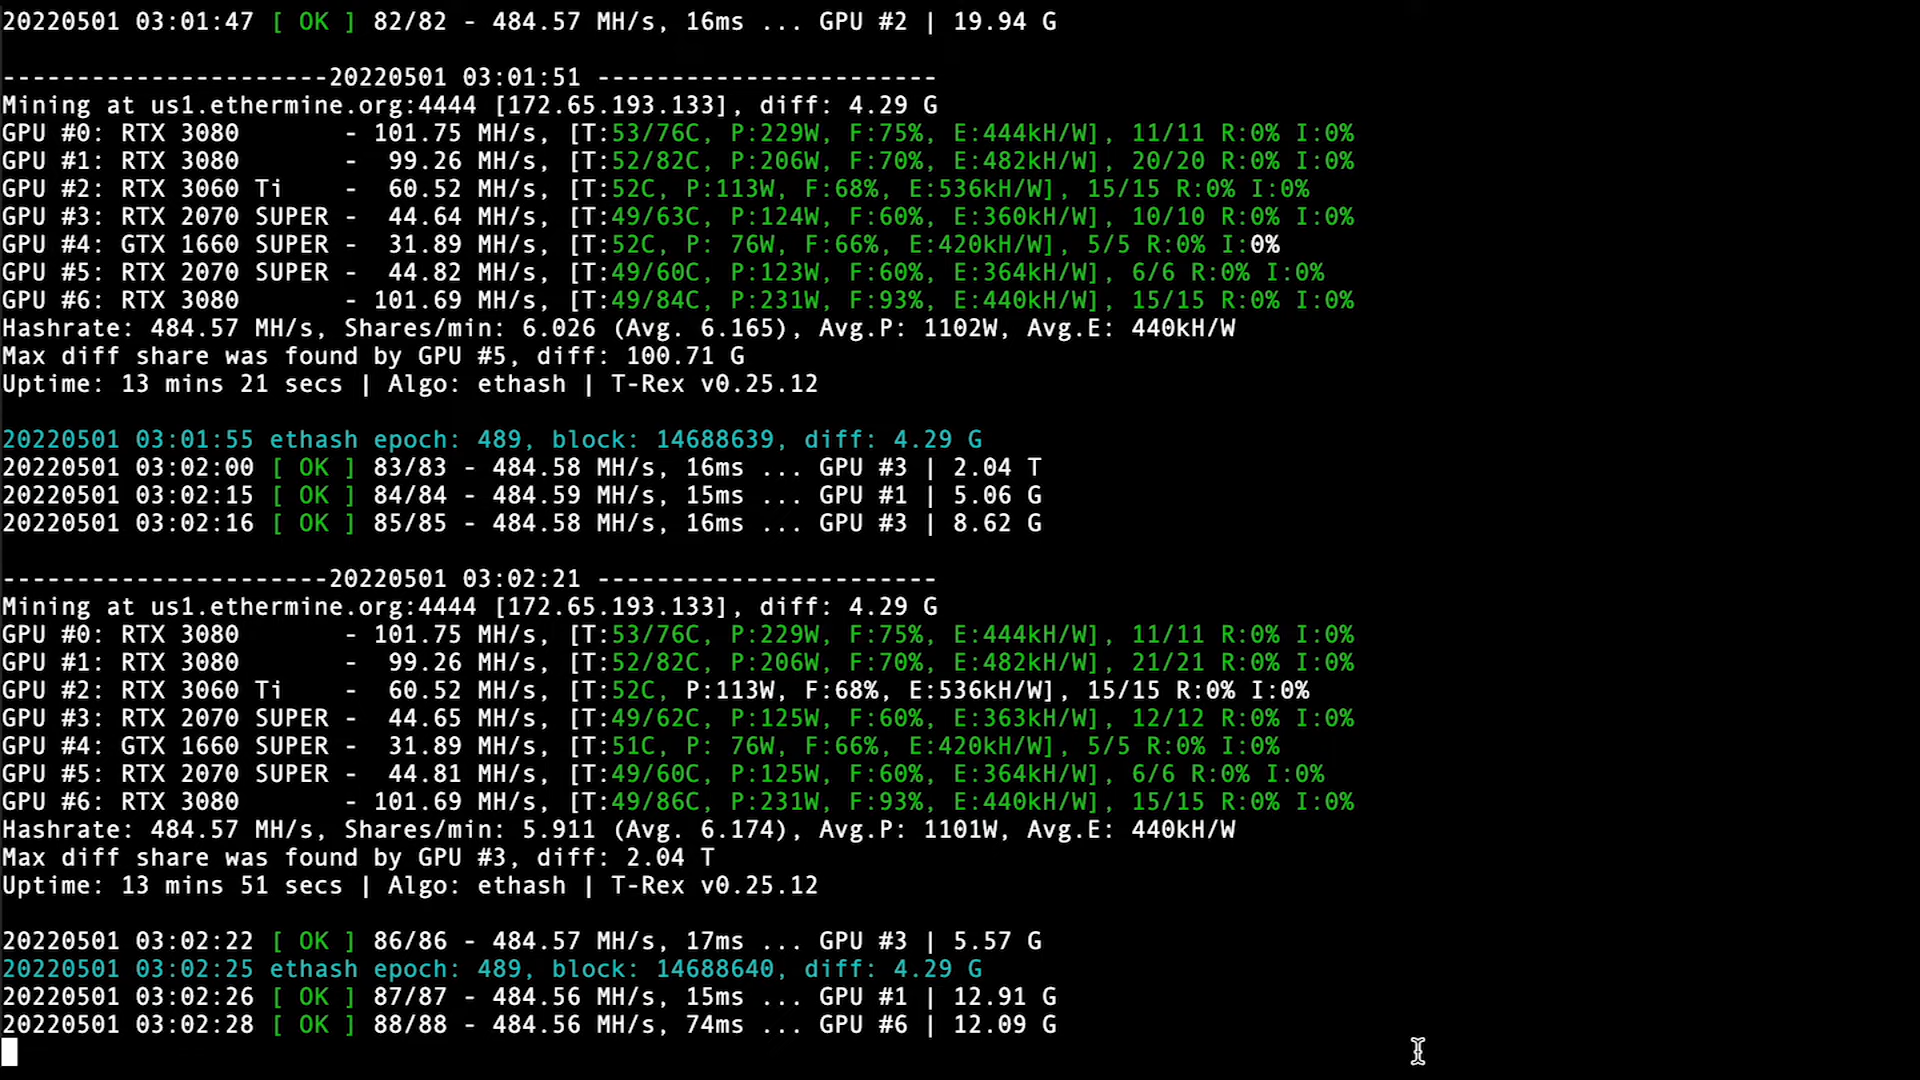 20220501 03:01:47 [ OK ] 82/82 - 484.57 MH/s, 16ms ... GPU #2 | 19.94 G
----------------------20220501 03:01:51 -----------------------
Mining at us1.ethermine.org:4444 [172.65.193.133], diff: 4.29 G
GPU #0: RTX 3080       - 101.75 MH/s, [T:53/76C, P:229W, F:75%, E:444kH/W], 11/11 R:0% I:0%
GPU #1: RTX 3080       -  99.26 MH/s, [T:52/82C, P:206W, F:70%, E:482kH/W], 20/20 R:0% I:0%
GPU #2: RTX 3060 Ti    -  60.52 MH/s, [T:52C, P:113W, F:68%, E:536kH/W], 15/15 R:0% I:0%
GPU #3: RTX 2070 SUPER -  44.64 MH/s, [T:49/63C, P:124W, F:60%, E:360kH/W], 10/10 R:0% I:0%
GPU #4: GTX 1660 SUPER -  31.89 MH/s, [T:52C, P: 76W, F:66%, E:420kH/W], 5/5 R:0% I:0%
GPU #5: RTX 2070 SUPER -  44.82 MH/s, [T:49/60C, P:123W, F:60%, E:364kH/W], 6/6 R:0% I:0%
GPU #6: RTX 3080       - 101.69 MH/s, [T:49/84C, P:231W, F:93%, E:440kH/W], 15/15 R:0% I:0%
Hashrate: 484.57 MH/s, Shares/min: 6.026 (Avg. 6.165), Avg.P: 1102W, Avg.E: 440kH/W
Max diff share was found by GPU #5, diff: 100.71 G
Uptime: 13 mins 21 secs | Algo: ethash | T-Rex v0.25.12
20220501 03:01:55 ethash epoch: 489, block: 14688639, diff: 4.29 G
20220501 03:02:00 [ OK ] 83/83 - 484.58 MH/s, 16ms ... GPU #3 | 2.04 T
20220501 03:02:15 [ OK ] 84/84 - 484.59 MH/s, 15ms ... GPU #1 | 5.06 G
20220501 03:02:16 [ OK ] 85/85 - 484.58 MH/s, 16ms ... GPU #3 | 8.62 G
----------------------20220501 03:02:21 -----------------------
Mining at us1.ethermine.org:4444 [172.65.193.133], diff: 4.29 G
GPU #0: RTX 3080       - 101.75 MH/s, [T:53/76C, P:229W, F:75%, E:444kH/W], 11/11 R:0% I:0%
GPU #1: RTX 3080       -  99.26 MH/s, [T:52/82C, P:206W, F:70%, E:482kH/W], 21/21 R:0% I:0%
GPU #2: RTX 3060 Ti    -  60.52 MH/s, [T:52C, P:113W, F:68%, E:536kH/W], 15/15 R:0% I:0%
GPU #3: RTX 2070 SUPER -  44.65 MH/s, [T:49/62C, P:125W, F:60%, E:363kH/W], 12/12 R:0% I:0%
GPU #4: GTX 1660 SUPER -  31.89 MH/s, [T:51C, P: 76W, F:66%, E:420kH/W], 5/5 R:0% I:0%
GPU #5: RTX 2070 SUPER -  44.81 MH/s, [T:49/60C, P:125W, F:60%, E:364kH/W], 6/6 R:0% I:0%
GPU #6: RTX 3080       - 101.69 MH/s, [T:49/86C, P:231W, F:93%, E:440kH/W], 15/15 R:0% I:0%
Hashrate: 484.57 MH/s, Shares/min: 5.911 (Avg. 6.174), Avg.P: 1101W, Avg.E: 440kH/W
Max diff share was found by GPU #3, diff: 2.04 T
Uptime: 13 mins 51 secs | Algo: ethash | T-Rex v0.25.12
20220501 03:02:22 [ OK ] 86/86 - 484.57 MH/s, 17ms ... GPU #3 | 5.57 G
20220501 03:02:25 ethash epoch: 489, block: 14688640, diff: 4.29 G
20220501 03:02:26 [ OK ] 87/87 - 484.56 MH/s, 15ms ... GPU #1 | 12.91 G
20220501 03:02:28 [ OK ] 88/88 - 484.56 MH/s, 74ms ... GPU #6 | 12.09 G